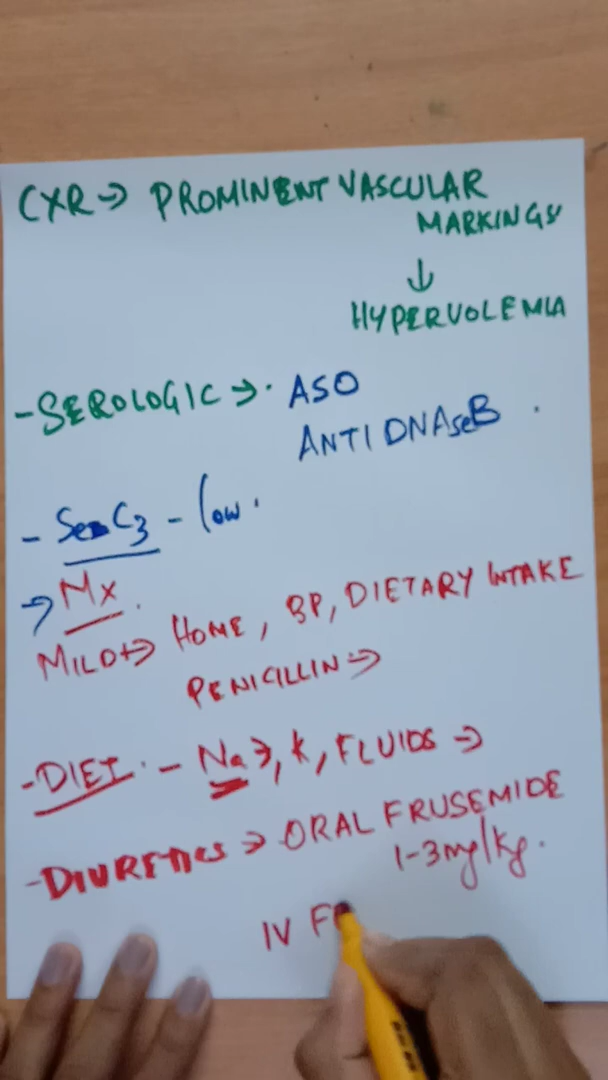 CXR → PROMINENT VASCULAR
MARKINGS
↓
HYPERVOLEMIA
- SEROLOGIC → · ASO
ANTI DNAseB .
- Se C3 - low .
→ Mx .
MILD → HOME, BP, DIETARY INTAKE
PENICILLIN →
- DIET . - Na →, K, FLUIDS →
- DIURETICS → ORAL FRUSEMIDE
1-3mg/kg.
IV F